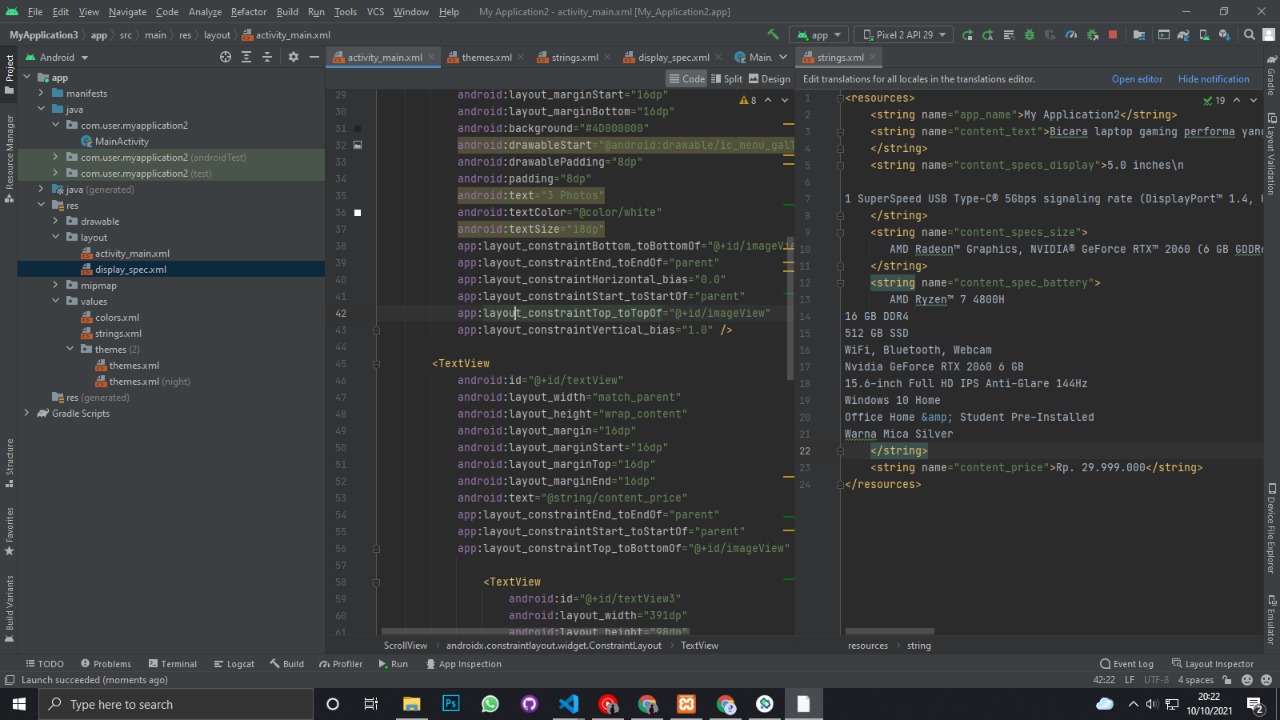 File Edit View Navigate Code Analyze Refactor Build Run Tools VCS Window Help My Application2 - activity_main.xml [My_Application2.app]
MyApplication3 app src main res layout activity_main.xml
app Pixel 2 API 29
Android
activity_main.xml themes.xml strings.xml display_spec.xml Main.
strings.xml
Code Split Design
Edit translations for all locales in the translations editor. Open editor Hide notification
Project
Resource Manager
Structure
Favorites
Build Variants
app
manifests
java
com.user.myapplication2
MainActivity
com.user.myapplication2 (androidTest)
com.user.myapplication2 (test)
java (generated)
res
drawable
layout
activity_main.xml
display_spec.xml
mipmap
values
colors.xml
strings.xml
themes (2)
themes.xml
themes.xml (night)
res (generated)
Gradle Scripts
8
29 android:layout_marginStart="16dp"
30 android:layout_marginBottom="16dp"
31 android:background="#4D000000"
32 android:drawableStart="@android:drawable/ic_menu_gall
33 android:drawablePadding="8dp"
34 android:padding="8dp"
35 android:text="3 Photos"
36 android:textColor="@color/white"
37 android:textSize="18dp"
38 app:layout_constraintBottom_toBottomOf="@+id/imageVie
39 app:layout_constraintEnd_toEndOf="parent"
40 app:layout_constraintHorizontal_bias="0.0"
41 app:layout_constraintStart_toStartOf="parent"
42 app:layout_constraintTop_toTopOf="@+id/imageView"
43 app:layout_constraintVertical_bias="1.0" />
44
45 <TextView
46 android:id="@+id/textView"
47 android:layout_width="match_parent"
48 android:layout_height="wrap_content"
49 android:layout_margin="16dp"
50 android:layout_marginStart="16dp"
51 android:layout_marginTop="16dp"
52 android:layout_marginEnd="16dp"
53 android:text="@string/content_price"
54 app:layout_constraintEnd_toEndOf="parent"
55 app:layout_constraintStart_toStartOf="parent"
56 app:layout_constraintTop_toBottomOf="@+id/imageView"
57
58 <TextView
59 android:id="@+id/textView3"
60 android:layout_width="391dp"
61 android:layout_height="98dp"
ScrollView androidx.constraintlayout.widget.ConstraintLayout TextView
19
1 <resources>
2 <string name="app_name">My Application2</string>
3 <string name="content_text">Bicara laptop gaming performa yang
4 </string>
5 <string name="content_specs_display">5.0 inches\n
6
7 1 SuperSpeed USB Type-C® 5Gbps signaling rate (DisplayPort™ 1.4, H
8 </string>
9 <string name="content_specs_size">
10 AMD Radeon™ Graphics, NVIDIA® GeForce RTX™ 2060 (6 GB GDDR
11 </string>
12 <string name="content_spec_battery">
13 AMD Ryzen™ 7 4800H
14 16 GB DDR4
15 512 GB SSD
16 WiFi, Bluetooth, Webcam
17 Nvidia GeForce RTX 2060 6 GB
18 15.6-inch Full HD IPS Anti-Glare 144Hz
19 Windows 10 Home
20 Office Home &amp; Student Pre-Installed
21 Warna Mica Silver
22 </string>
23 <string name="content_price">Rp. 29.999.000</string>
24 </resources>
resources string
Gradle
Layout Validation
Device File Explorer
Emulator
TODO Problems Terminal Logcat Build Profiler Run App Inspection Event Log Layout Inspector
Launch succeeded (moments ago) 42:22 LF UTF-8 4 spaces
Type here to search
20:22
10/10/2021
2